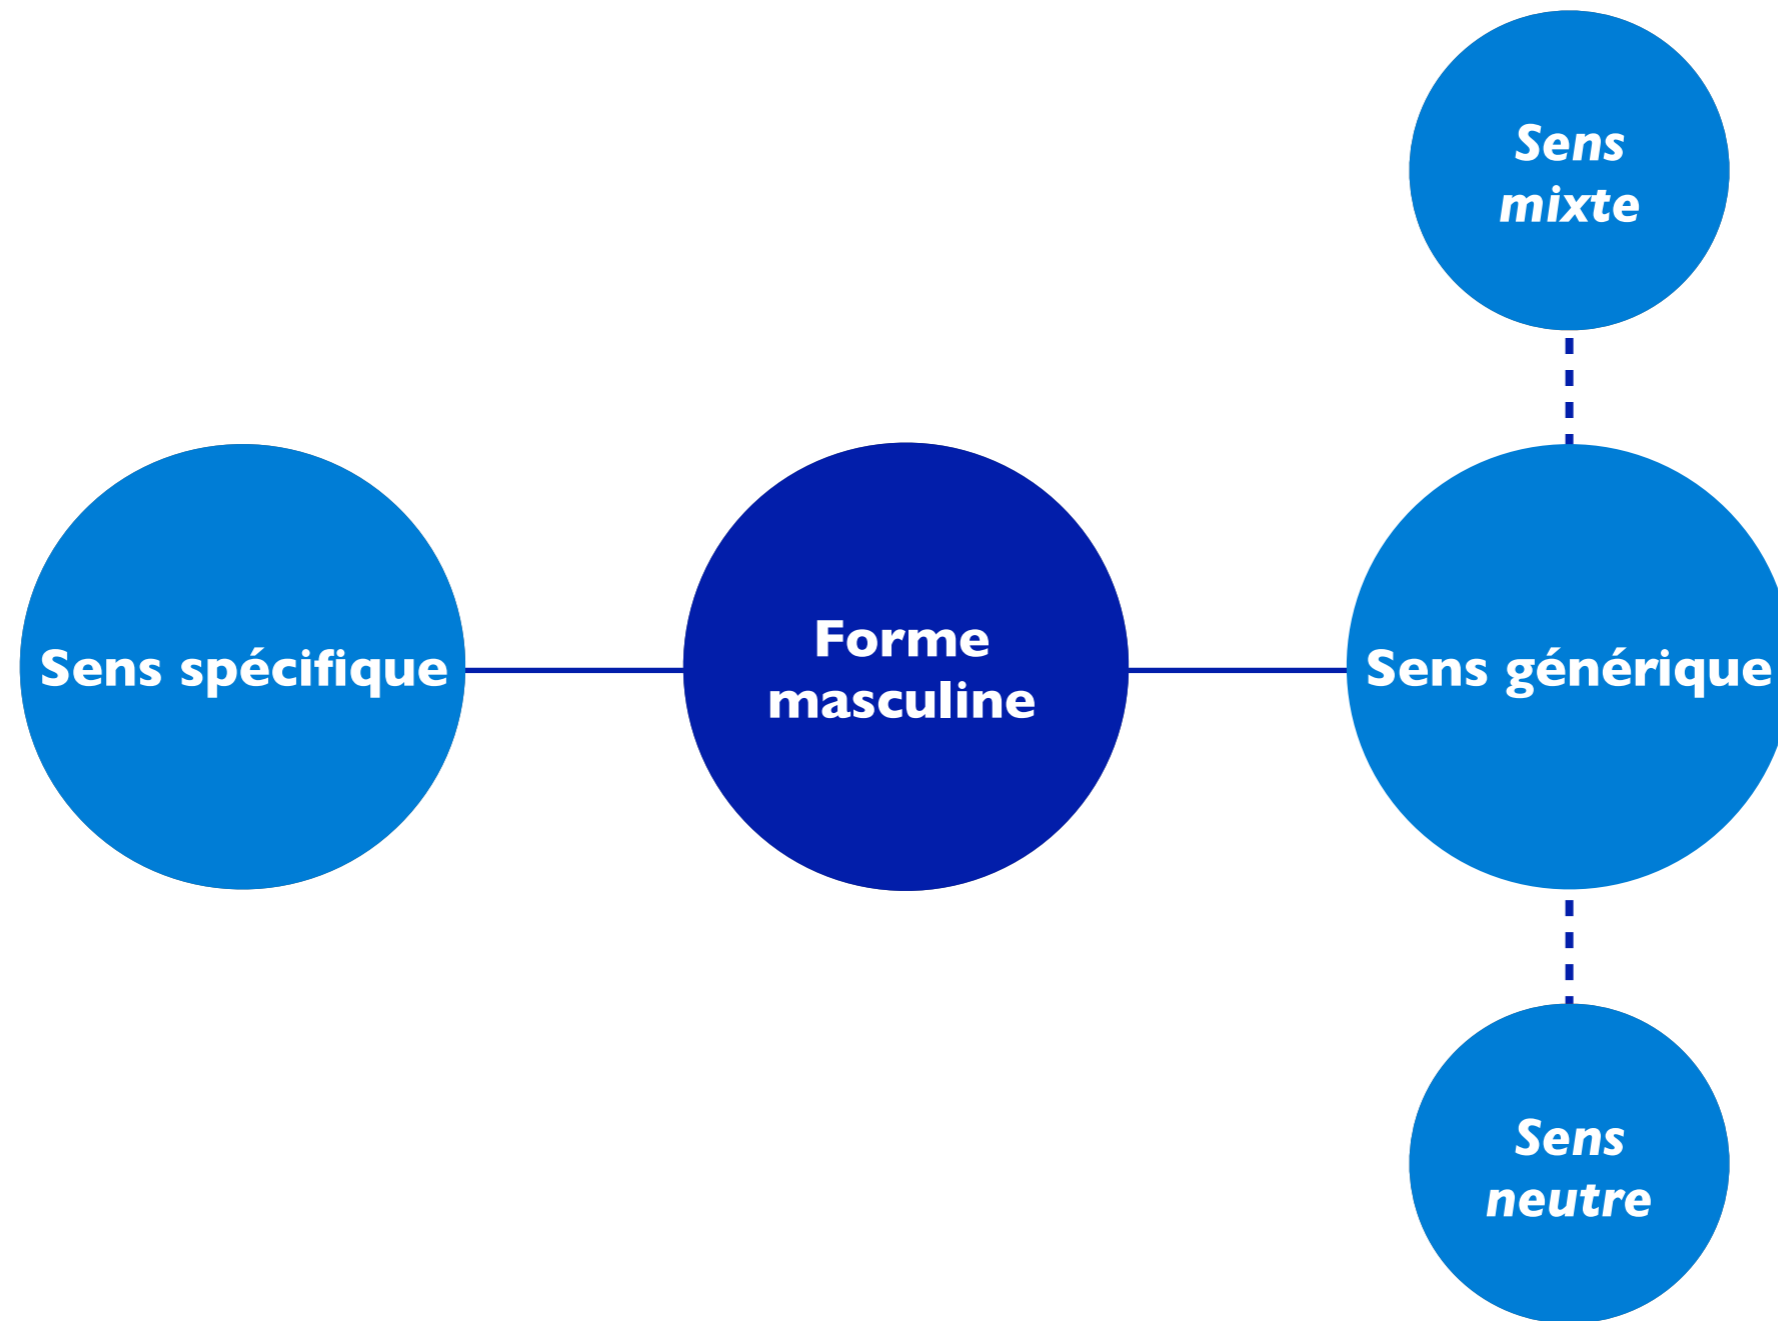 Sens
mixte
Sens spécifique
Forme
masculine
Sens générique
Sens
neutre